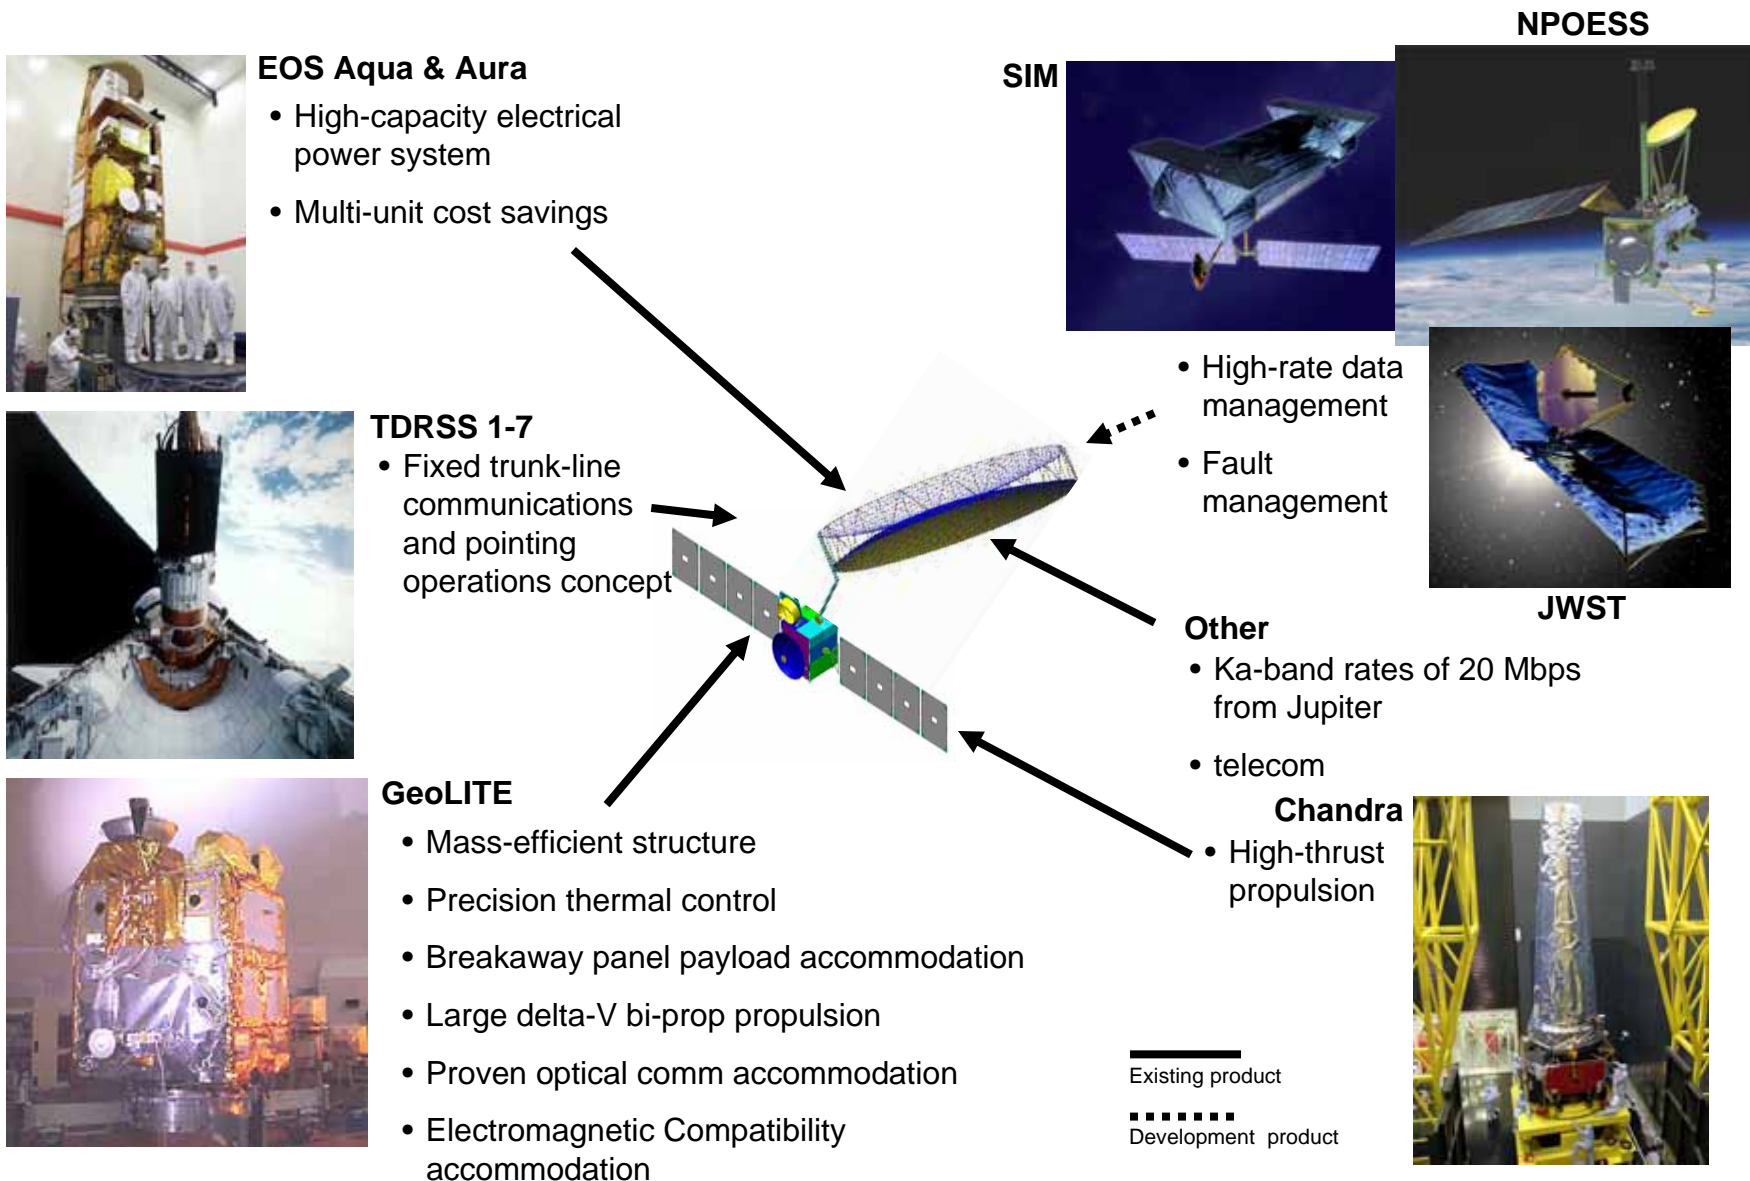 NPOESS
EOS Aqua & Aura
• High-capacity electrical
power system
• Multi-unit cost savings
SIM
• High-rate data
management
• Fault
management
JWST
TDRSS 1-7
• Fixed trunk-line
communications
and pointing
operations concept
Other
• Ka-band rates of 20 Mbps
from Jupiter
• telecom
GeoLITE
• Mass-efficient structure
• Precision thermal control
• Breakaway panel payload accommodation
• Large delta-V bi-prop propulsion
• Proven optical comm accommodation
• Electromagnetic Compatibility
accommodation
Chandra
• High-thrust
propulsion
Existing product
Development product